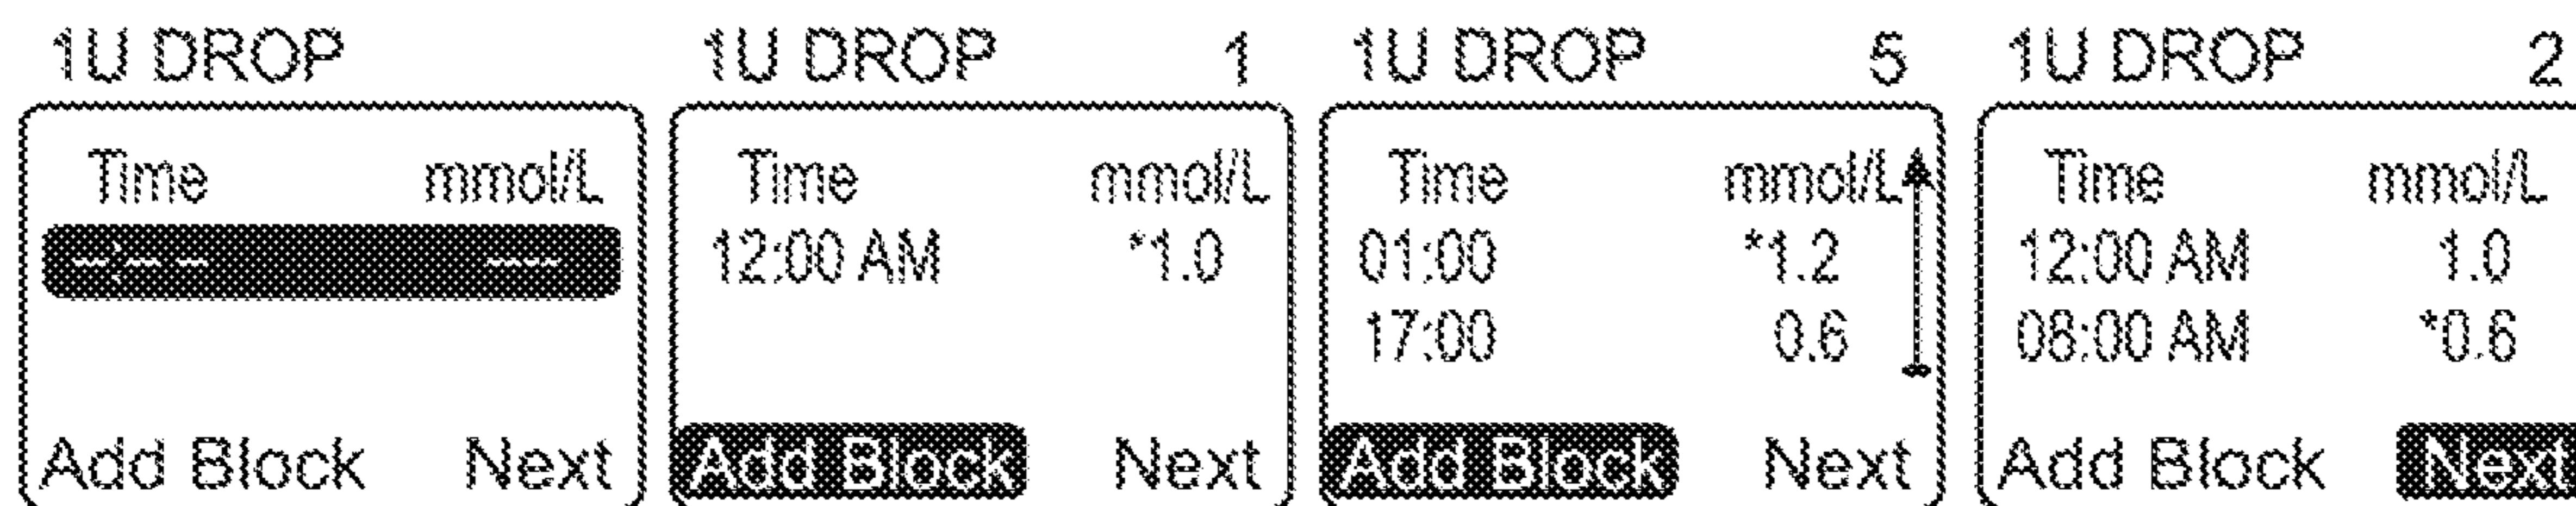 1U DROP
Time mmol/L
--:-- -- ---
Add Block Next
1U DROP 1
Time mmol/L
12:00 AM *1.0
Add Block Next
1U DROP 5
Time mmol/L
01:00 *1.2
17:00 0.6
Add Block Next
1U DROP 2
Time mmol/L
12:00 AM 1.0
08:00 AM *0.6
Add Block Next